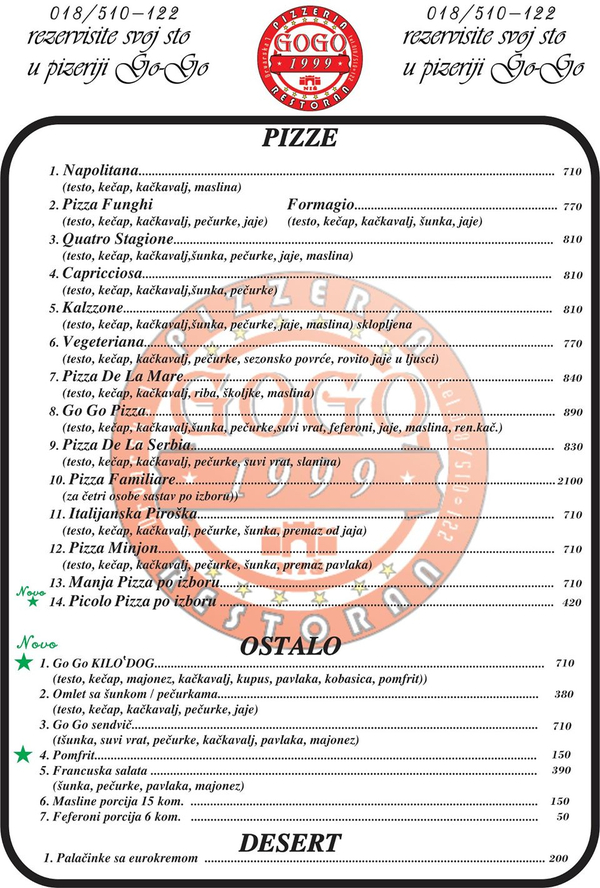 018/510-122
rezervisite svoj sto
u pizeriji Go-Go
PIZZERIA
GOGO
1999
NIŠ
RESTORAN
018/510-122
rezervisite svoj sto
u pizeriji Go-Go
PIZZE
1. Napolitana 710
(testo, kečap, kačkavalj, maslina)
2. Pizza Funghi Formagio 770
(testo, kečap, kačkavalj, pečurke, jaje) (testo, kečap, kačkavalj, šunka, jaje)
3. Quatro Stagione 810
(testo, kečap, kačkavalj,šunka, pečurke, jaje, maslina)
4. Capricciosa 810
(testo, kečap, kačkavalj,šunka, pečurke)
5. Kalzzone 810
(testo, kečap, kačkavalj,šunka, pečurke, jaje, maslina) sklopljena
6. Vegeteriana 770
(testo, kečap, kačkavalj, pečurke, sezonsko povrće, rovito jaje u ljusci)
7. Pizza De La Mare 840
(testo, kečap, kačkavalj, riba, školjke, maslina)
8. Go Go Pizza 890
(testo, kečap, kačkavalj,šunka, pečurke,suvi vrat, feferoni, jaje, maslina, ren.kač.)
9. Pizza De La Serbia 830
(testo, kečap, kačkavalj, pečurke, suvi vrat, slanina)
10. Pizza Familiare 2100
(za četri osobe sastav po izboru))
11. Italijanska Piroška 710
(testo, kečap, kačkavalj, pečurke, šunka, premaz od jaja)
12. Pizza Minjon 710
(testo, kečap, kačkavalj, pečurke, šunka, premaz pavlaka)
13. Manja Pizza po izboru 710
Novo
14. Picolo Pizza po izboru 420
PIZZERIA
GOGO
1999
NIŠ
RESTORAN
tel.018/510-122
OSTALO
Novo
1. Go Go KILO'DOG 710
(testo, kečap, majonez, kačkavalj, kupus, pavlaka, kobasica, pomfrit))
2. Omlet sa šunkom / pečurkama 380
(testo, kečap, kačkavalj, pečurke, jaje)
3. Go Go sendvič 710
(tšunka, suvi vrat, pečurke, kačkavalj, pavlaka, majonez)
4. Pomfrit 150
5. Francuska salata 390
(šunka, pečurke, pavlaka, majonez)
6. Masline porcija 15 kom. 150
7. Feferoni porcija 6 kom. 50
DESERT
1. Palačinke sa eurokremom 200